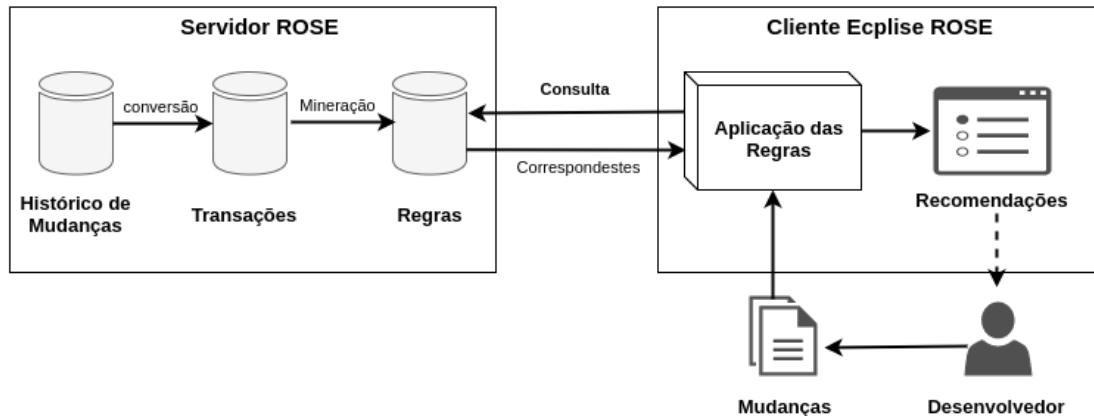 Servidor ROSE
conversão
Mineração
Histórico de
Mudanças
Transações
Regras
Consulta
Correspondestes
Cliente Ecplise ROSE
Aplicação das
Regras
Recomendações
Mudanças
Desenvolvedor